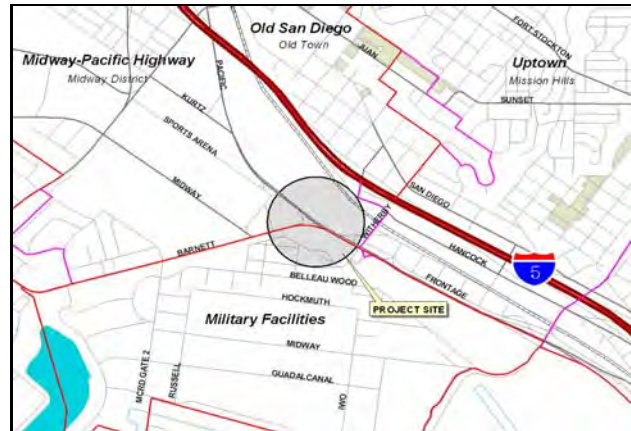 Old San Diego
Old Town
FORT STOCKTON
Midway-Pacific Highway
Midway District
PACIFIC
JUAN
Uptown
Mission Hills
SUNSET
KURTZ
SPORTS ARENA
MIDWAY
SAN DIEGO
WITHERBY
HANCOCK
BARNETT
5
BELLEAU WOOD
FRONTAGE
HOCKMUTH
PROJECT SITE
Military Facilities
MIDWAY
MCRD GATE 2
RUSSELL
GUADALCANAL
IWO